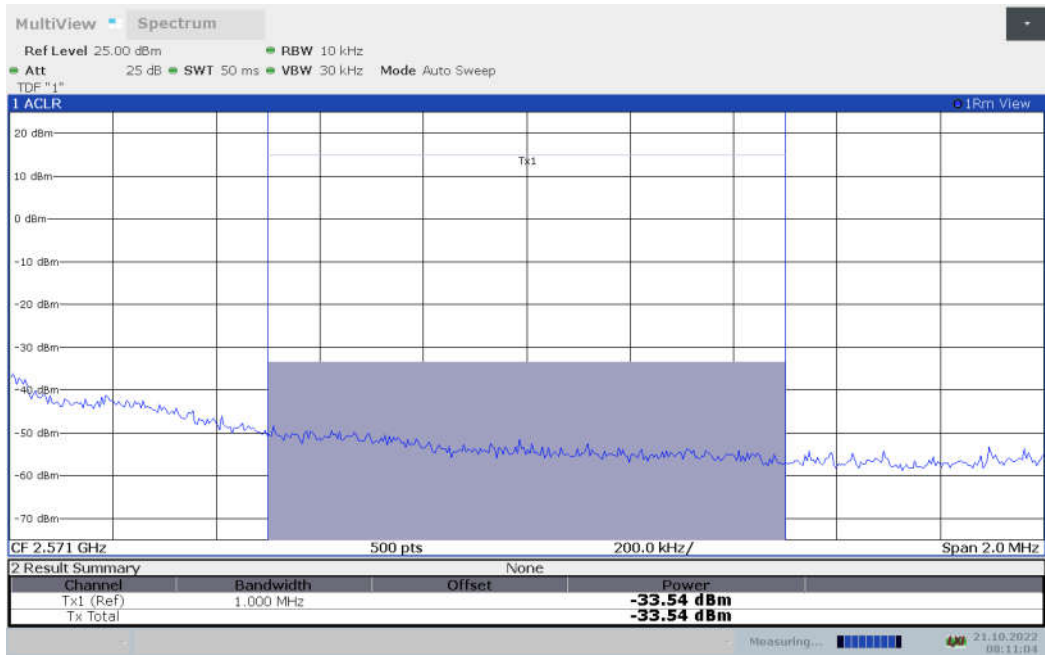 MultiView Spectrum
Ref Level 25.00 dBm RBW 10 kHz
Att 25 dB SWT 50 ms VBW 30 kHz Mode Auto Sweep
TDF "1"
1 ACLR 1Rm View
20 dBm
Tx1
10 dBm
0 dBm
-10 dBm
-20 dBm
-30 dBm
-40 dBm
-50 dBm
-60 dBm
-70 dBm
CF 2.571 GHz 500 pts 200.0 kHz/ Span 2.0 MHz
2 Result Summary None
Channel Bandwidth Offset Power
Tx1 (Ref) 1.000 MHz -33.54 dBm
Tx Total -33.54 dBm
Measuring... 21.10.2022
08:11:04